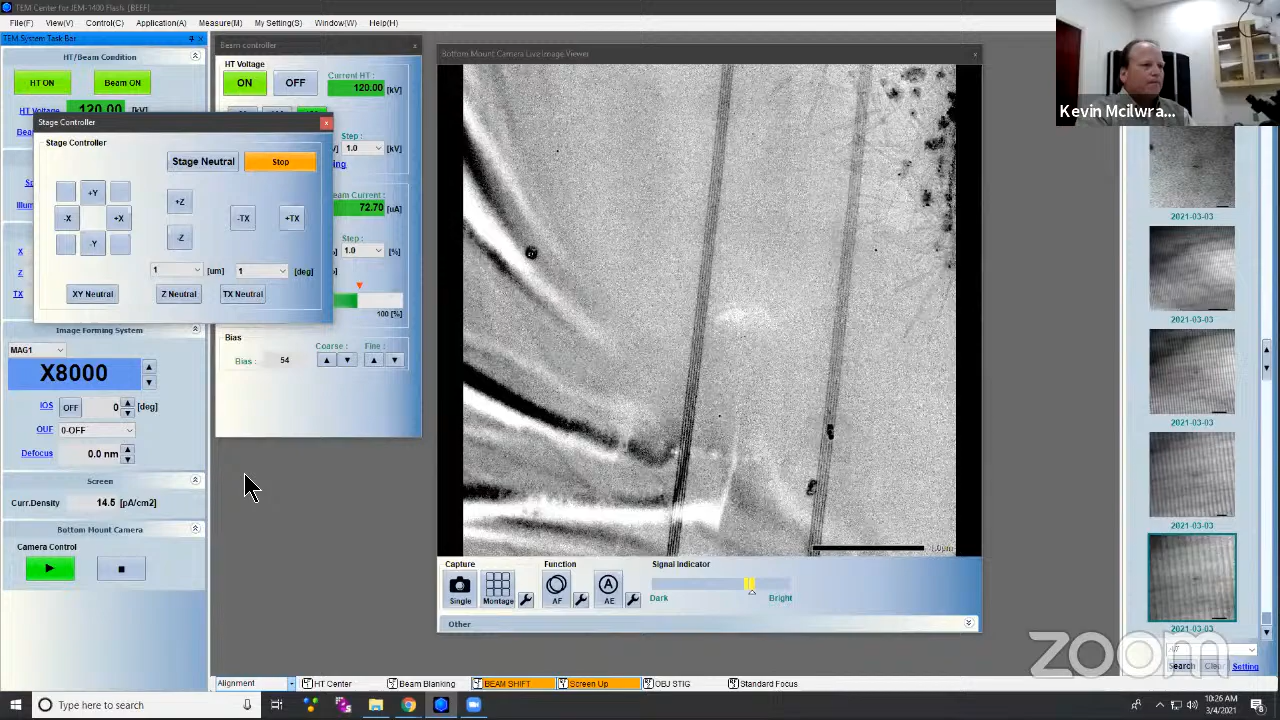 TEM Center for JEM-1400 Flash [BEEF]
File(F) View(V) Control(C) Application(A) Measure(M) My Setting(S) Window(W) Help(H)
TEM System Task Bar
HT/Beam Condition
HT ON Beam ON
HT Voltage 120.00 [kV]
Stage Controller
Stage Controller
Stage Neutral Stop
+Y
-X +X
-Y
+Z
-Z
-TX +TX
1 [um] 1 [deg]
XY Neutral Z Neutral TX Neutral
X
Z
TX
Image Forming System
MAG1
X8000
IOS OFF 0 [deg]
OUF 0-OFF
Defocus 0.0 nm
Screen
Curr.Density 14.5 [pA/cm2]
Bottom Mount Camera
Camera Control
Beam controller
HT Voltage
ON OFF Current HT :
120.00 [kV]
Step :
1.0 [kV]
Beam Current:
72.70 [uA]
Step :
1.0 [%]
100 [%]
Bias
Bias : 54 Coarse : Fine :
Bottom Mount Camera Live Image Viewer
1.0µm
Capture Function Signal Indicator
Single Montage AF AE
Dark Bright
Other
Kevin Mcilwra...
2021-03-03
2021-03-03
2021-03-03
2021-03-03
2021-03-03
Search Clear Setting
zoom
Alignment HT Center Beam Blanking BEAM SHIFT Screen Up OBJ STIG Standard Focus
Type here to search
10:26 AM
3/4/2021
8